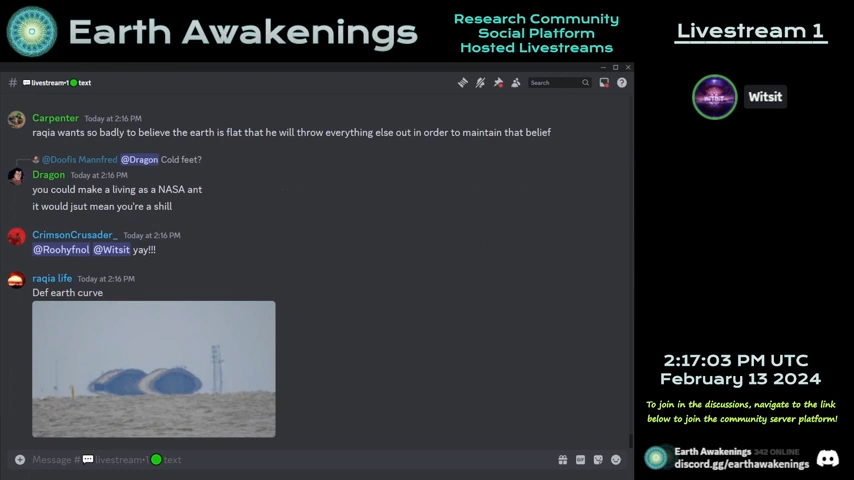 Earth Awakenings
Research Community
Social Platform
Hosted Livestreams
Livestream 1
# livestream•1 text
Search
Witsit
Carpenter Today at 2:16 PM
raqia wants so badly to believe the earth is flat that he will throw everything else out in order to maintain that belief
@Doofis Mannfred @Dragon Cold feet?
Dragon Today at 2:16 PM
you could make a living as a NASA ant
it would jsut mean you're a shill
CrimsonCrusader_ Today at 2:16 PM
@Roohyfnol @Witsit yay!!!
raqia life Today at 2:16 PM
Def earth curve
Message # livestream•1 text
GIF
2:17:03 PM UTC
February 13 2024
To join in the discussions, navigate to the link
below to join the community server platform!
Earth Awakenings 342 ONLINE
discord.gg/earthawakenings